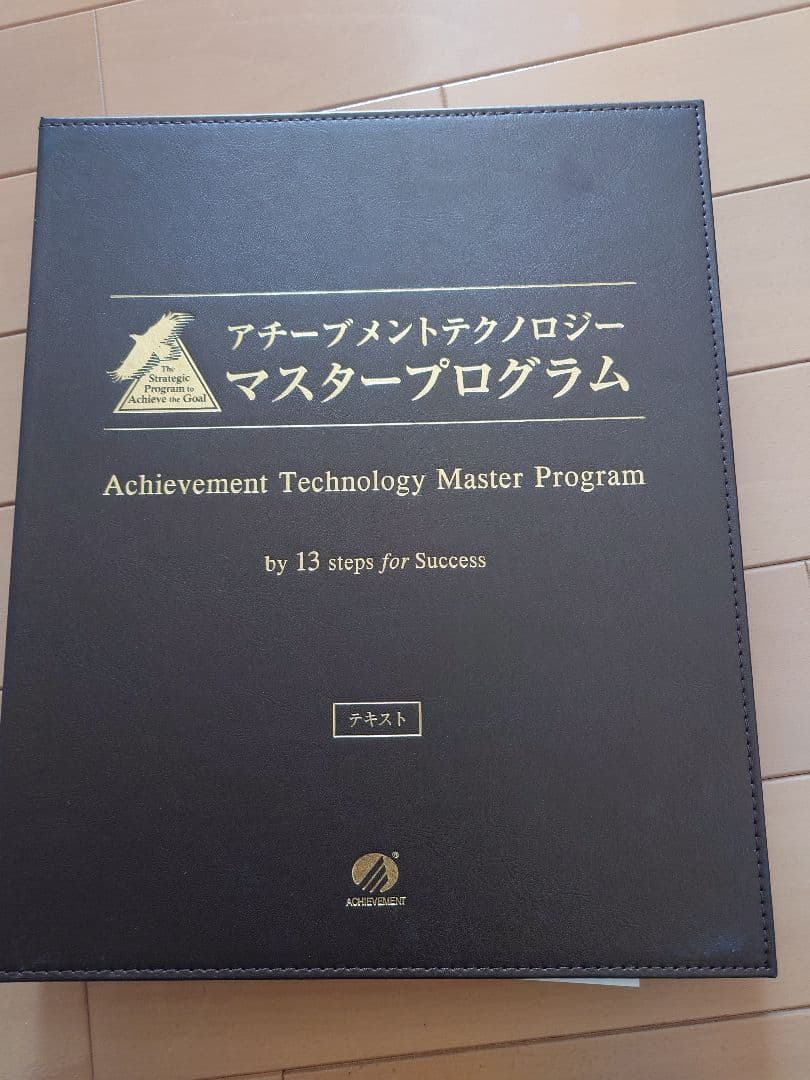 アチーブメントテクノロジー
マスタープログラム
The
Strategic
Program to
Achieve the Goal
Achievement Technology Master Program
by 13 steps for Success
テキスト
®
ACHIEVEMENT